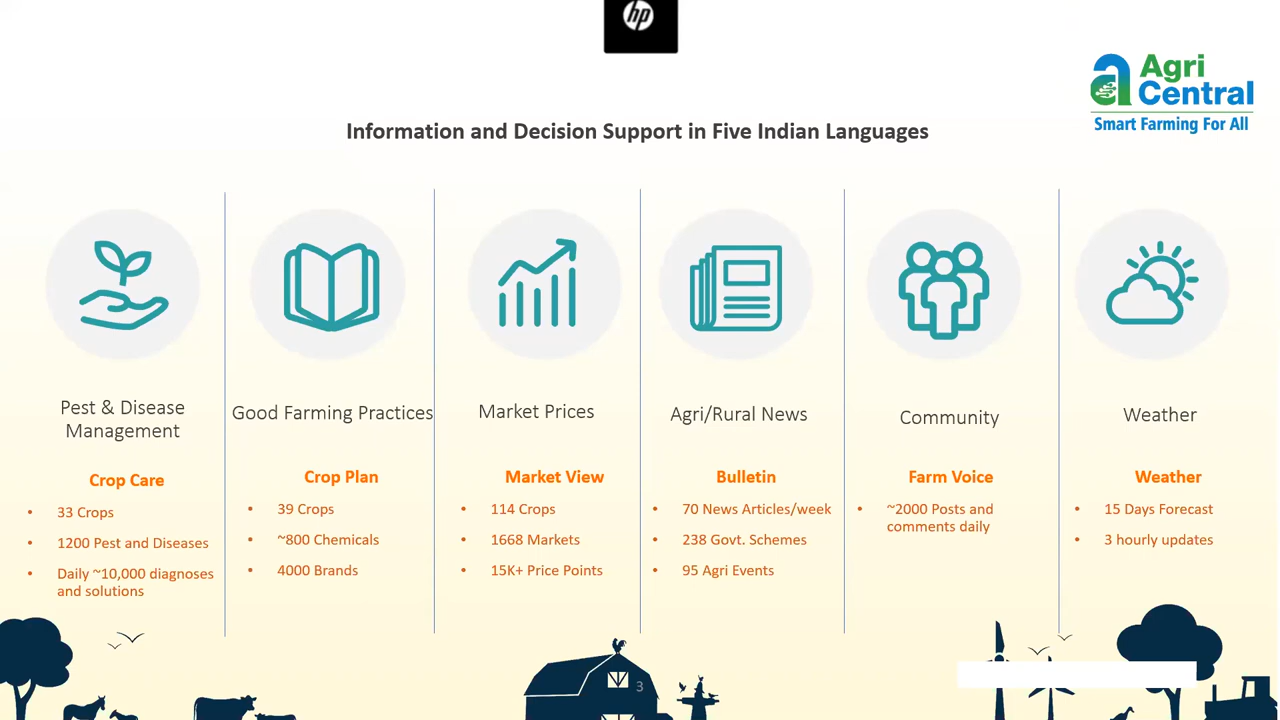 hp
Agri
Central
Smart Farming For All
Information and Decision Support in Five Indian Languages
Pest & Disease
Management
Crop Care
• 33 Crops
• 1200 Pest and Diseases
• Daily ~10,000 diagnoses
and solutions
Good Farming Practices
Crop Plan
• 39 Crops
• ~800 Chemicals
• 4000 Brands
Market Prices
Market View
• 114 Crops
• 1668 Markets
• 15K+ Price Points
Agri/Rural News
Bulletin
• 70 News Articles/week
• 238 Govt. Schemes
• 95 Agri Events
Community
Farm Voice
• ~2000 Posts and
comments daily
Weather
Weather
• 15 Days Forecast
• 3 hourly updates
3